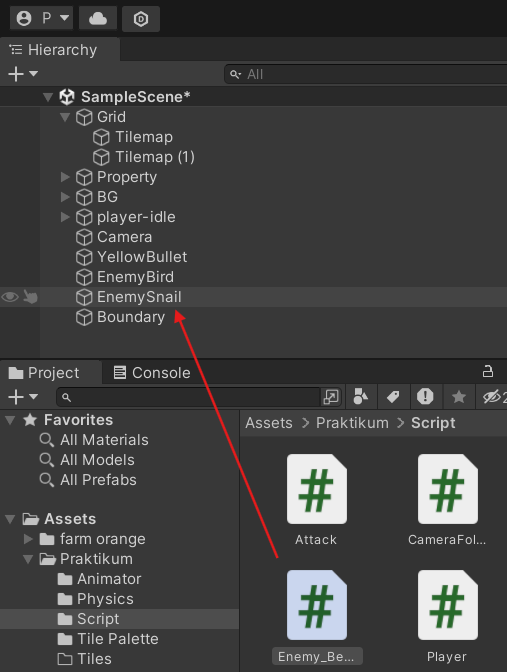 P
Hierarchy
All
SampleScene*
Grid
Tilemap
Tilemap (1)
Property
BG
player-idle
Camera
YellowBullet
EnemyBird
EnemySnail
Boundary
Project
Console
2
Favorites
All Materials
All Models
All Prefabs
Assets
farm orange
Praktikum
Animator
Physics
Script
Tile Palette
Tiles
Assets > Praktikum > Script
#
#
Attack
CameraFol...
#
#
Enemy_Be...
Player